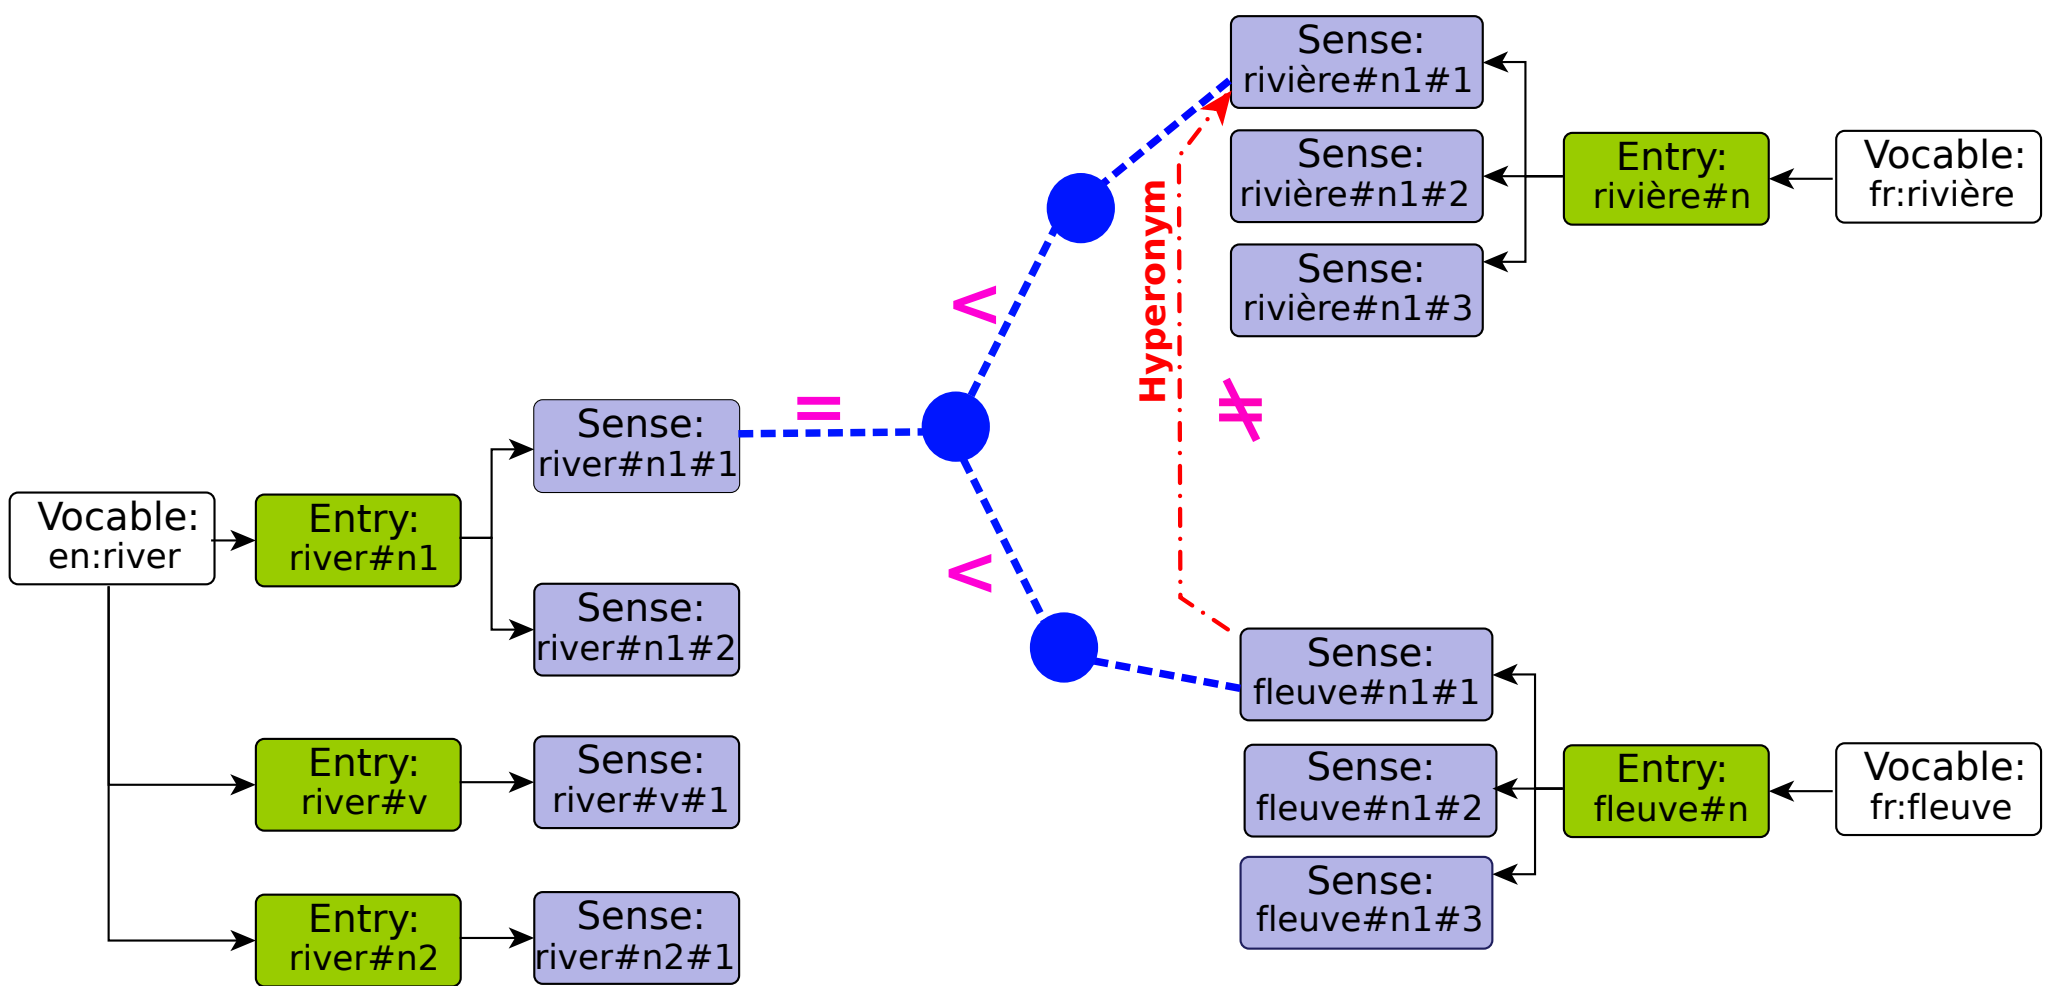 Sense:
rivière#n1#1
Sense:
rivière#n1#2
Sense:
rivière#n1#3
Entry:
rivière#n
Vocable:
fr:rivière
<
Hyperonym
≠
=
<
Sense:
river#n1#1
Vocable:
en:river
Entry:
river#n1
Sense:
river#n1#2
Entry:
river#v
Sense:
river#v#1
Entry:
river#n2
Sense:
river#n2#1
Sense:
fleuve#n1#1
Sense:
fleuve#n1#2
Sense:
fleuve#n1#3
Entry:
fleuve#n
Vocable:
fr:fleuve